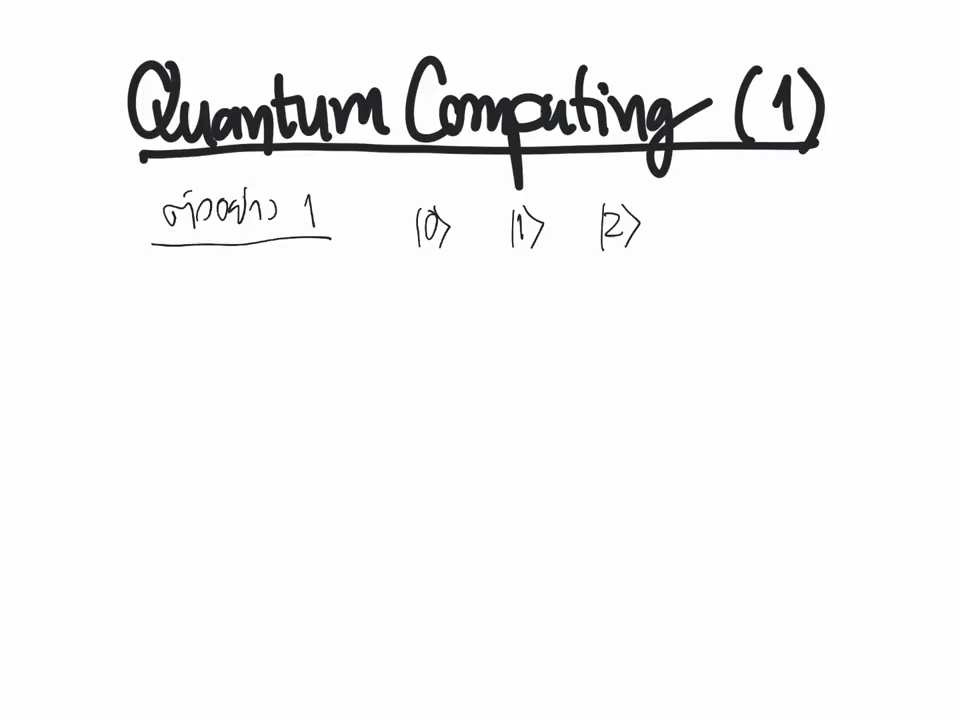 Quantum Computing (1)
ตัวอย่าง 1 |0⟩ |1⟩ |2⟩